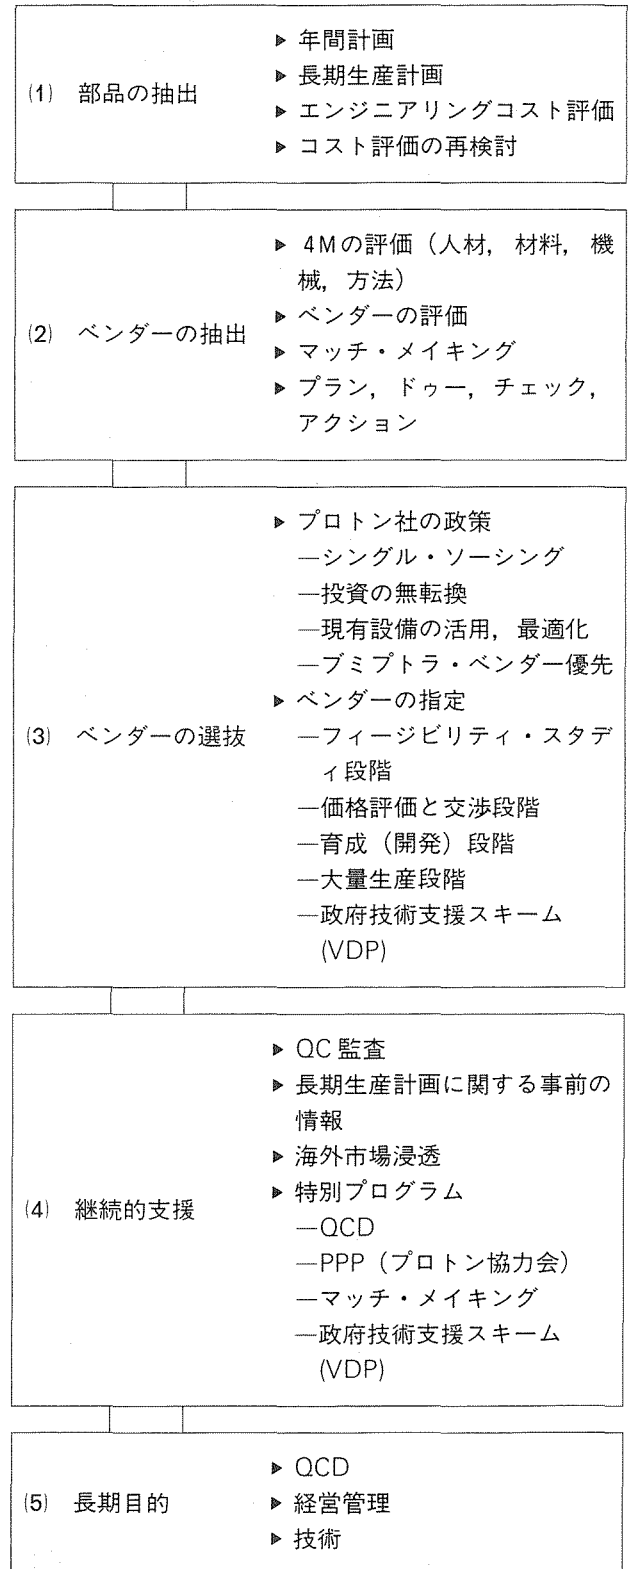 (1) 部品の抽出
▶ 年間計画
▶ 長期生産計画
▶ エンジニアリングコスト評価
▶ コスト評価の再検討
(2) ベンダーの抽出
▶ 4Mの評価（人材，材料，機
械，方法）
▶ ベンダーの評価
▶ マッチ・メイキング
▶ プラン，ドゥー，チェック，
アクション
(3) ベンダーの選抜
▶ プロトン社の政策
―シングル・ソーシング
―投資の無転換
―現有設備の活用，最適化
―ブミプトラ・ベンダー優先
▶ ベンダーの指定
―フィージビリティ・スタデ
ィ段階
―価格評価と交渉段階
―育成（開発）段階
―大量生産段階
―政府技術支援スキーム
(VDP)
(4) 継続的支援
▶ QC監査
▶ 長期生産計画に関する事前の
情報
▶ 海外市場浸透
▶ 特別プログラム
―QCD
―PPP（プロトン協力会）
―マッチ・メイキング
―政府技術支援スキーム
(VDP)
(5) 長期目的
▶ QCD
▶ 経営管理
▶ 技術